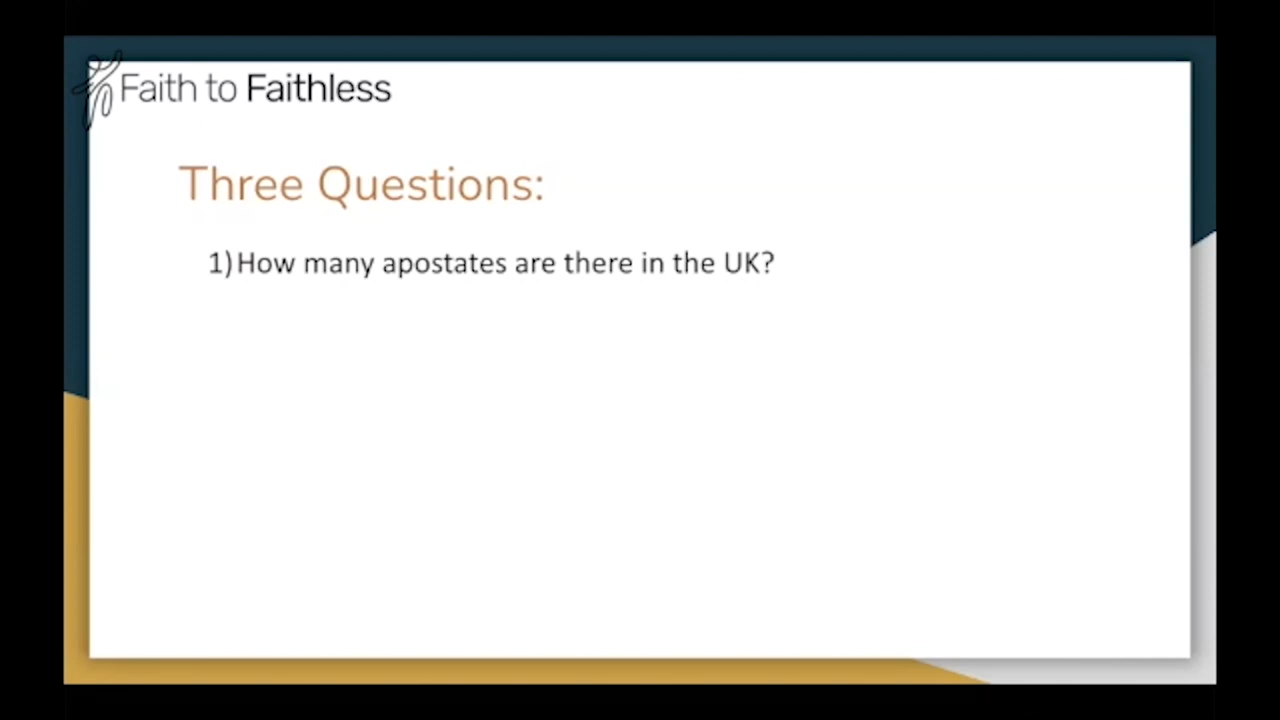 Faith to Faithless
Three Questions:
1) How many apostates are there in the UK?